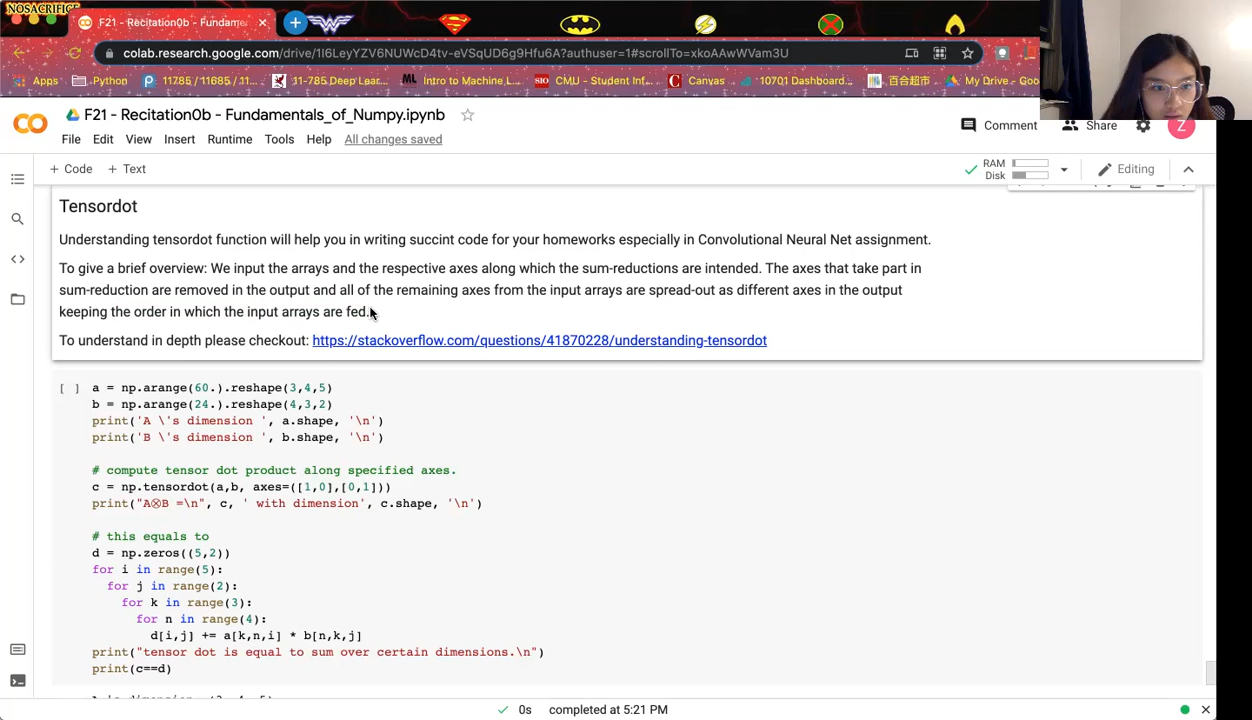 NOSACRIFICE
F21 - Recitation0b - Fundame
colab.research.google.com/drive/1I6LeyYZV6NUWcD4tv-eVSqUD6g9Hfu6A?authuser=1#scrollTo=xkoAAwWVam3U
Apps Python 11785 / 11685 / 11... 11-785 Deep Lear... Intro to Machine L... CMU - Student Inf... Canvas 10701 Dashboard... 百合超市 My Drive - Goo
F21 - Recitation0b - Fundamentals_of_Numpy.ipynb
Comment Share Z
File Edit View Insert Runtime Tools Help All changes saved
+ Code + Text RAM Disk Editing
Tensordot
Understanding tensordot function will help you in writing succint code for your homeworks especially in Convolutional Neural Net assignment.
To give a brief overview: We input the arrays and the respective axes along which the sum-reductions are intended. The axes that take part in
sum-reduction are removed in the output and all of the remaining axes from the input arrays are spread-out as different axes in the output
keeping the order in which the input arrays are fed.
To understand in depth please checkout: https://stackoverflow.com/questions/41870228/understanding-tensordot
[ ] a = np.arange(60.).reshape(3,4,5)
b = np.arange(24.).reshape(4,3,2)
print('A \'s dimension ', a.shape, '\n')
print('B \'s dimension ', b.shape, '\n')
# compute tensor dot product along specified axes.
c = np.tensordot(a,b, axes=([1,0],[0,1]))
print("A⊗B =\n", c, ' with dimension', c.shape, '\n')
# this equals to
d = np.zeros((5,2))
for i in range(5):
for j in range(2):
for k in range(3):
for n in range(4):
d[i,j] += a[k,n,i] * b[n,k,j]
print("tensor dot is equal to sum over certain dimensions.\n")
print(c==d)
0s completed at 5:21 PM